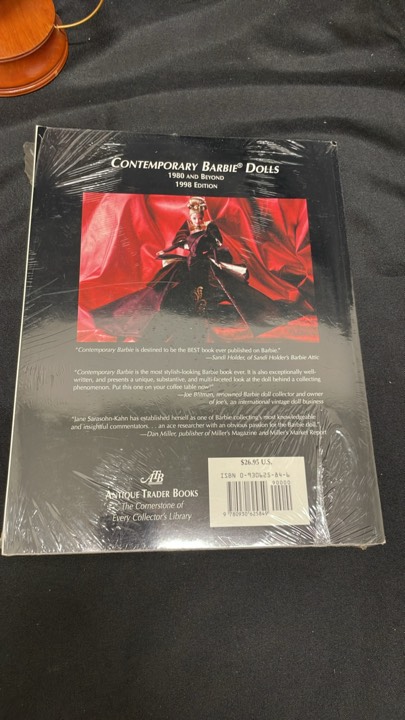 CONTEMPORARY BARBIE® DOLLS
1980 AND BEYOND
1998 EDITION
"Contemporary Barbie is destined to be the BEST book ever published on Barbie."
—Sandi Holder, of Sandi Holder's Barbie Attic
"Contemporary Barbie is the most stylish-looking Barbie book ever. It is also exceptionally well-
written, and presents a unique, substantive, and multi-faceted look at the doll behind a collecting
phenomenon. Put this one on your coffee table now!"
—Joe Blitman, renowned Barbie doll collector and owner
of Joe's, an international vintage doll business
"Jane Sarasohn-Kahn has established herself as one of Barbie collecting's most knowledgeable
and insightful commentators. . . . an ace researcher with an obvious passion for the Barbie doll."
—Dan Miller, publisher of Miller's Magazine and Miller's Market Report
$26.95 U.S.
ISBN 0-930625-84-6
90000
9 780930 625849
ATB
ANTIQUE TRADER BOOKS
The Cornerstone of
Every Collector's Library